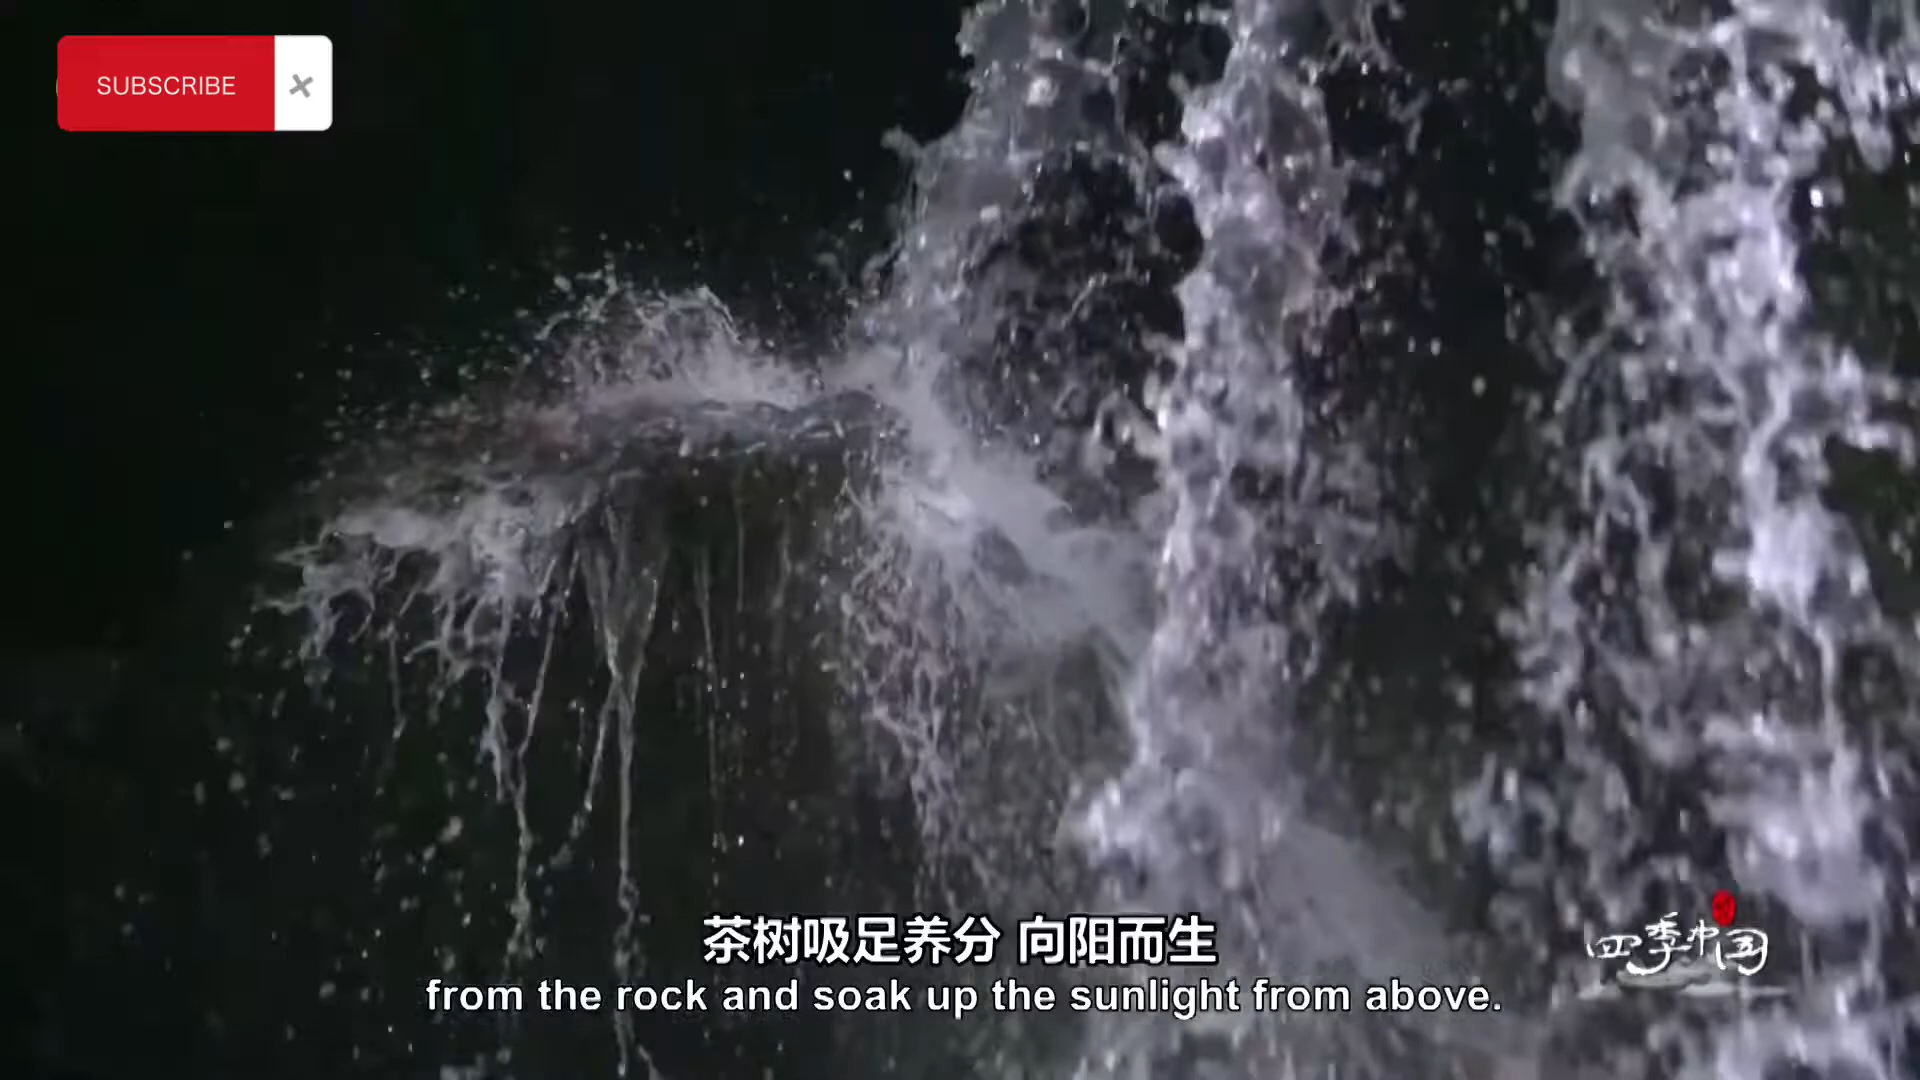 SUBSCRIBE
茶树吸足养分 向阳而生
from the rock and soak up the sunlight from above.
四季中国